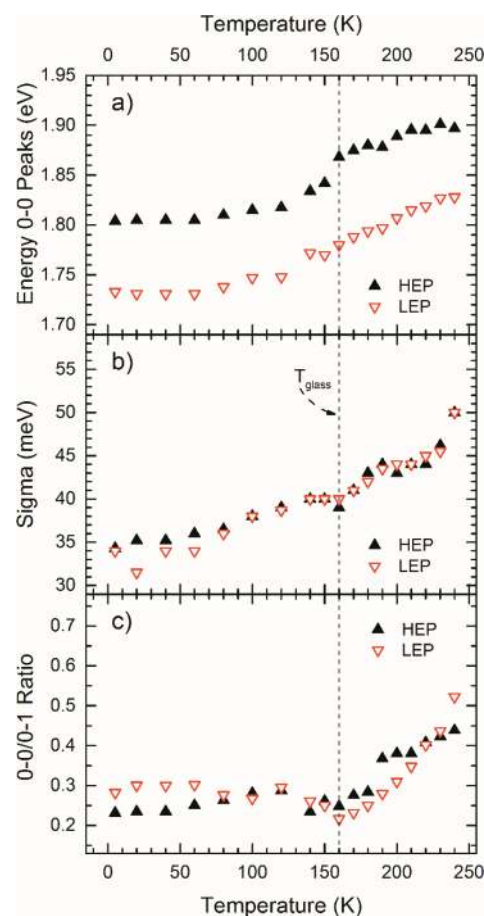 Temperature (K)
0 50 100 150 200 250
a)
Energy 0-0 Peaks (eV)
1.95
1.90
1.85
1.80
1.75
1.70
HEP
LEP
b)
Sigma (meV)
55
50
45
40
35
30
Tglass
HEP
LEP
c)
0-0/0-1 Ratio
0.7
0.6
0.5
0.4
0.3
0.2
HEP
LEP
0 50 100 150 200 250
Temperature (K)